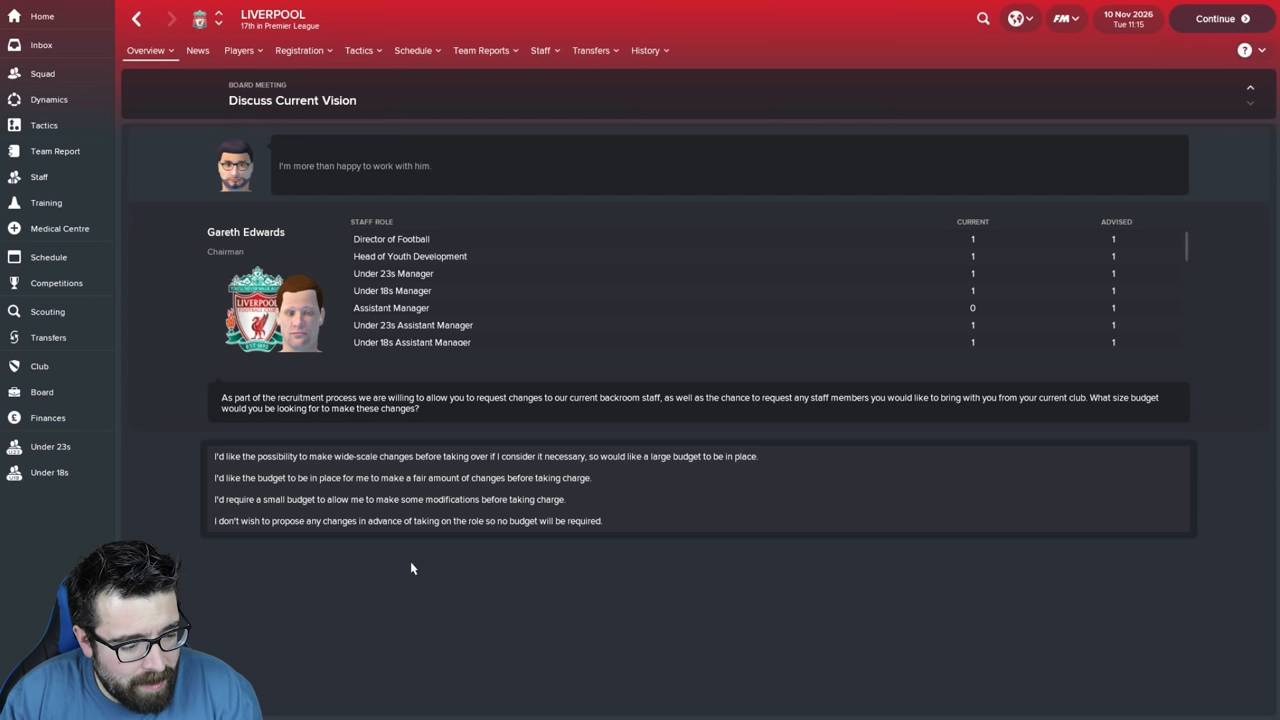 Home
LIVERPOOL
17th in Premier League
FM
10 Nov 2026
Tue 11:15
Continue
Inbox
Overview
News
Players
Registration
Tactics
Schedule
Team Reports
Staff
Transfers
History
?
Squad
Dynamics
Tactics
Team Report
Staff
Training
Medical Centre
Schedule
Competitions
Scouting
Transfers
Club
Board
Finances
Under 23s
Under 18s
BOARD MEETING
Discuss Current Vision
I'm more than happy to work with him.
Gareth Edwards
Chairman
STAFF ROLE CURRENT ADVISED
Director of Football 1 1
Head of Youth Development 1 1
Under 23s Manager 1 1
Under 18s Manager 1 1
Assistant Manager 0 1
Under 23s Assistant Manager 1 1
Under 18s Assistant Manager 1 1
LIVERPOOL
FOOTBALL CLUB
As part of the recruitment process we are willing to allow you to request changes to our current backroom staff, as well as the chance to request any staff members you would like to bring with you from your current club. What size budget
would you be looking for to make these changes?
I'd like the possibility to make wide-scale changes before taking over if I consider it necessary, so would like a large budget to be in place.
I'd like the budget to be in place for me to make a fair amount of changes before taking charge.
I'd require a small budget to allow me to make some modifications before taking charge.
I don't wish to propose any changes in advance of taking on the role so no budget will be required.